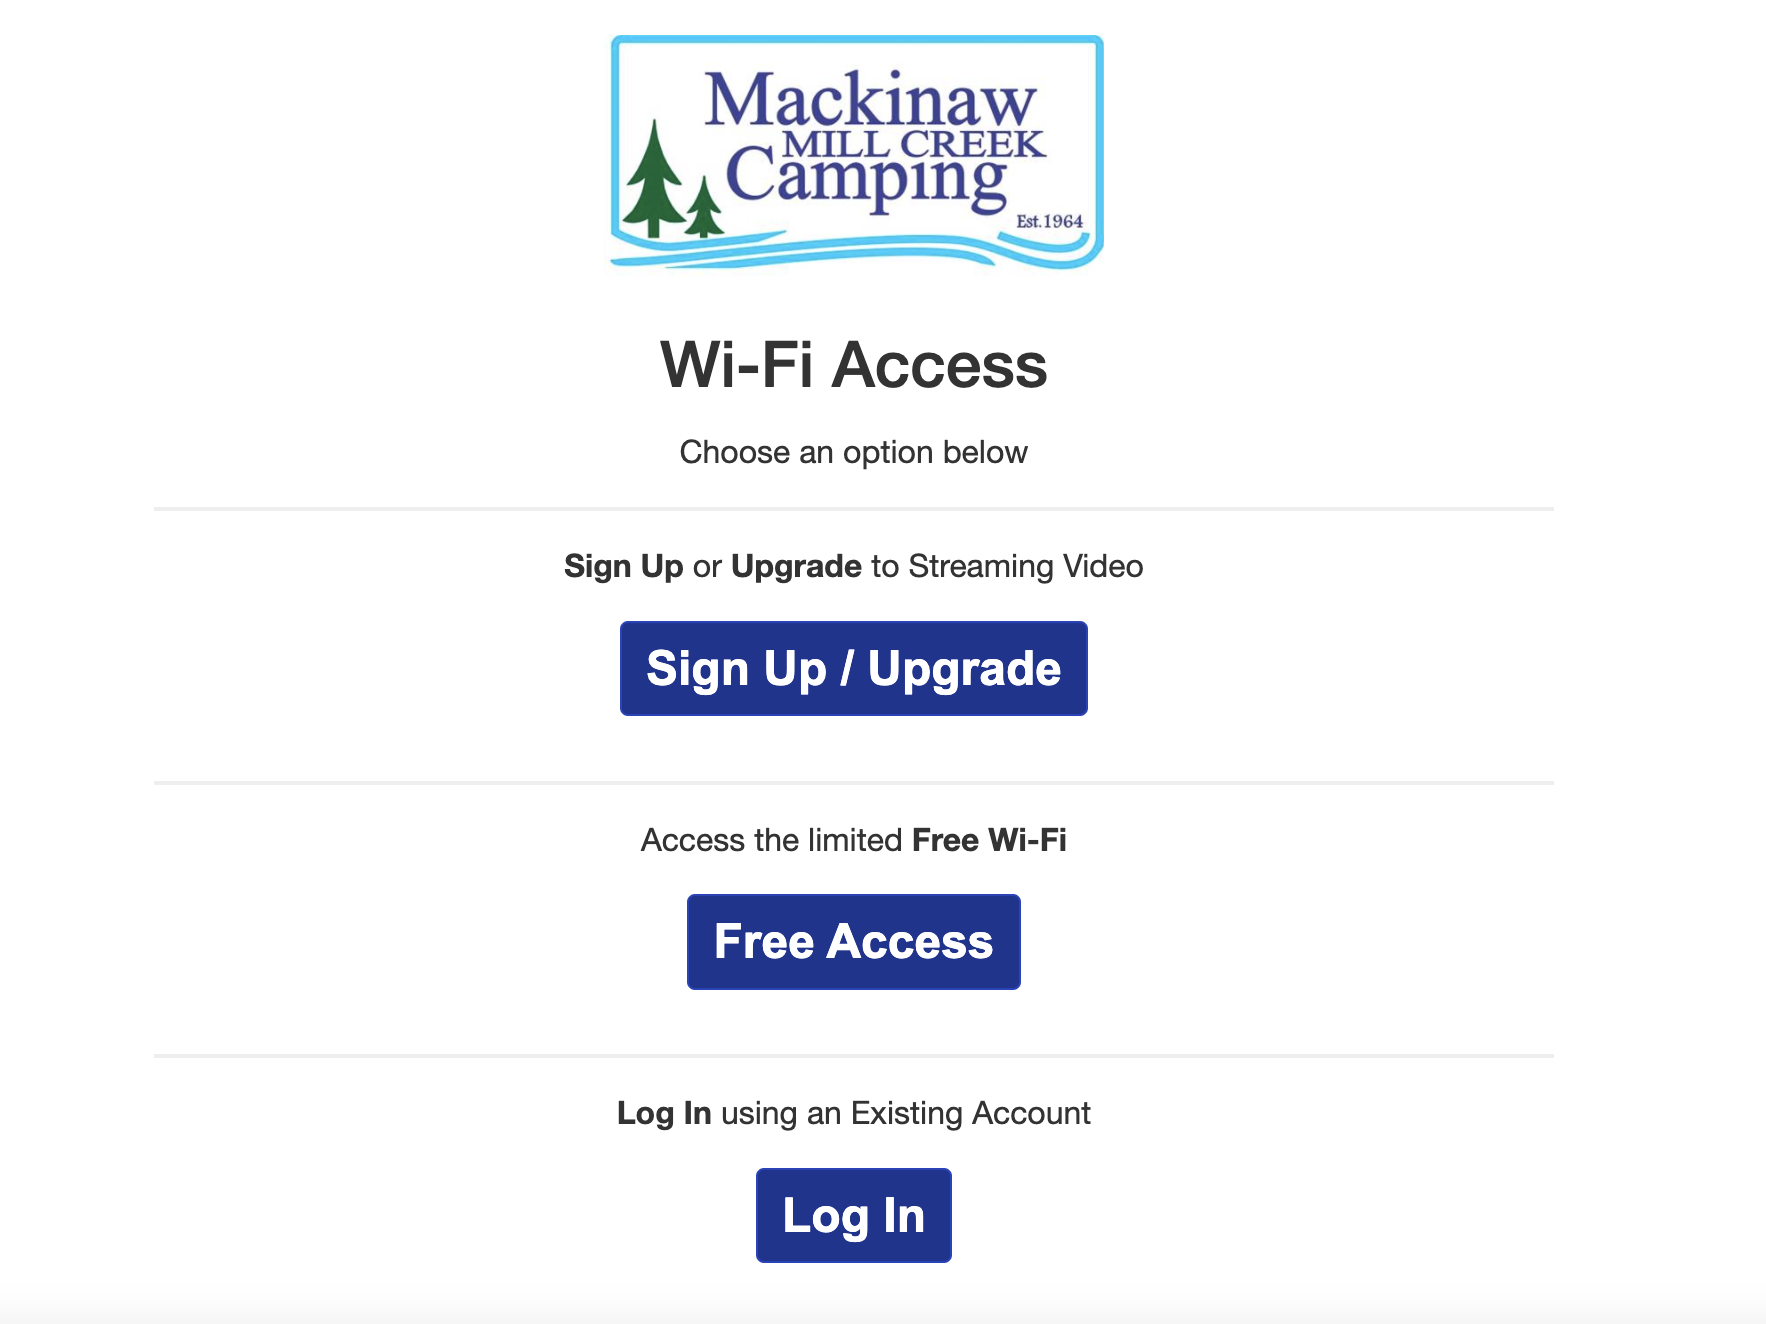 Mackinaw
MILL CREEK
Camping
Est.1964
Wi-Fi Access
Choose an option below
Sign Up or Upgrade to Streaming Video
Sign Up / Upgrade
Access the limited Free Wi-Fi
Free Access
Log In using an Existing Account
Log In